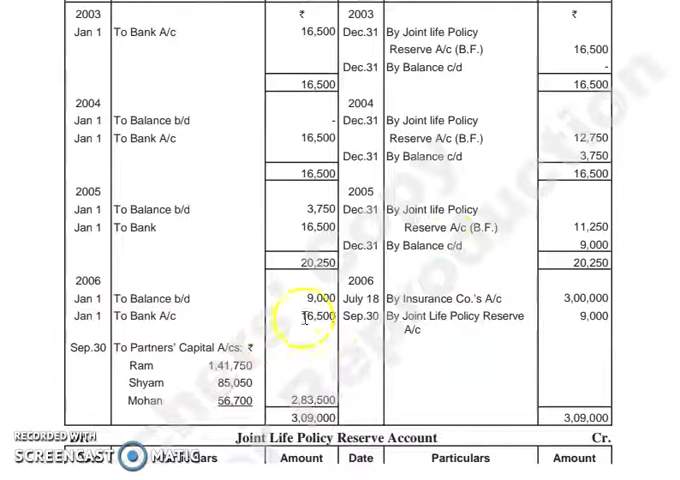 2003 ₹ 2003 ₹
Jan 1 To Bank A/c 16,500 Dec.31 By Joint life Policy
Reserve A/c (B.F.) 16,500
Dec.31 By Balance c/d -
16,500 16,500
2004 2004
Jan 1 To Balance b/d - Dec.31 By Joint life Policy
Jan 1 To Bank A/c 16,500 Reserve A/c (B.F.) 12,750
Dec.31 By Balance c/d 3,750
16,500 16,500
2005 2005
Jan 1 To Balance b/d 3,750 Dec.31 By Joint life Policy
Jan 1 To Bank 16,500 Reserve A/c (B.F.) 11,250
Dec.31 By Balance c/d 9,000
20,250 20,250
2006 2006
Jan 1 To Balance b/d 9,000 July 18 By Insurance Co.'s A/c 3,00,000
Jan 1 To Bank A/c 16,500 Sep.30 By Joint Life Policy Reserve 9,000
A/c
Sep.30 To Partners' Capital A/cs: ₹
Ram 1,41,750
Shyam 85,050
Mohan 56,700 2,83,500
3,09,000 3,09,000
Joint Life Policy Reserve Account Cr.
Amount Date Particulars Amount
RECORDED WITH
SCREENCAST MATIC